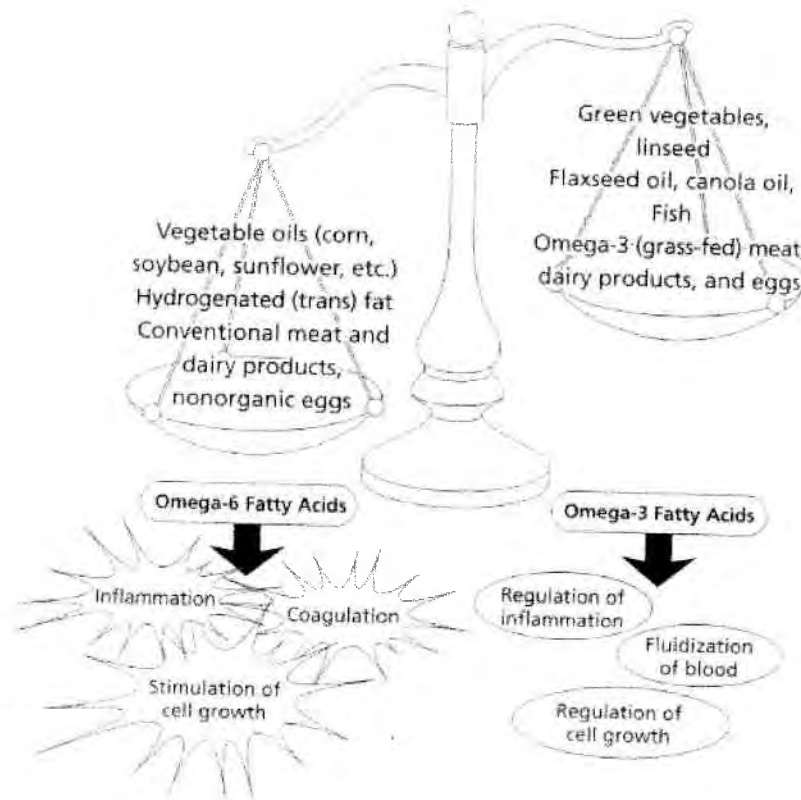 Green vegetables,
linseed
Flaxseed oil, canola oil,
Fish
Omega-3 (grass-fed) meat
dairy products, and eggs
Vegetable oils (corn,
soybean, sunflower, etc.)
Hydrogenated (trans) fat
Conventional meat and
dairy products,
nonorganic eggs
Omega-6 Fatty Acids
Omega-3 Fatty Acids
Inflammation
Coagulation
Stimulation of
cell growth
Regulation of
inflammation
Fluidization
of blood
Regulation of
cell growth